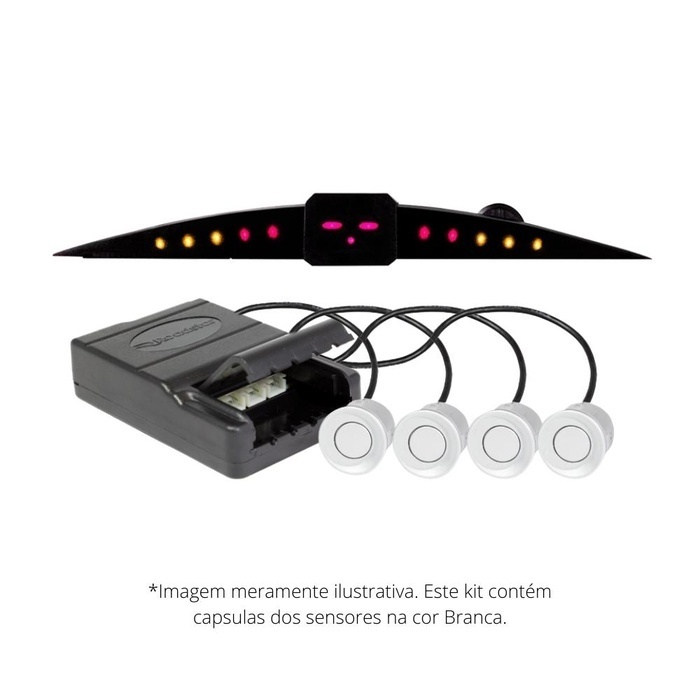 *Imagem meramente ilustrativa. Este kit contém
capsulas dos sensores na cor Branca.